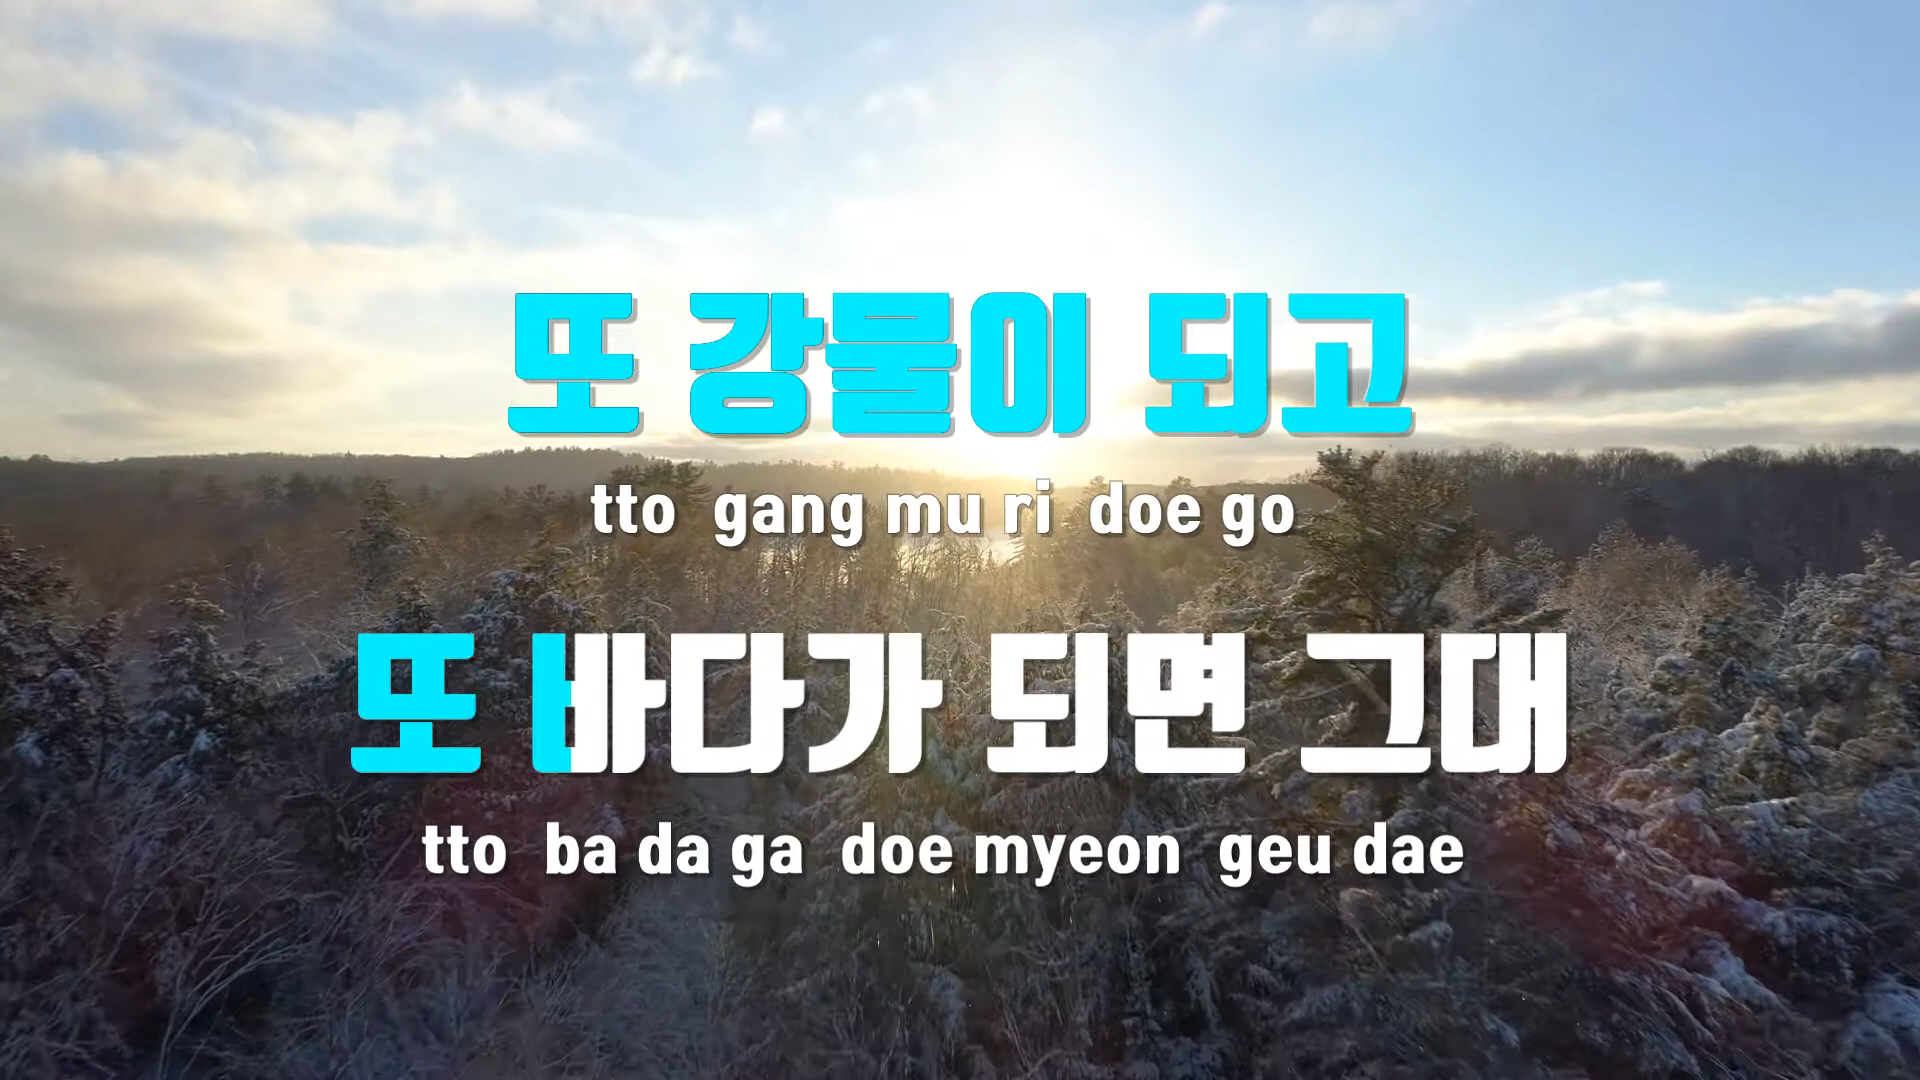 또 강물이 되고
tto gang mu ri doe go
또 바다가 되면 그대
tto ba da ga doe myeon geu dae